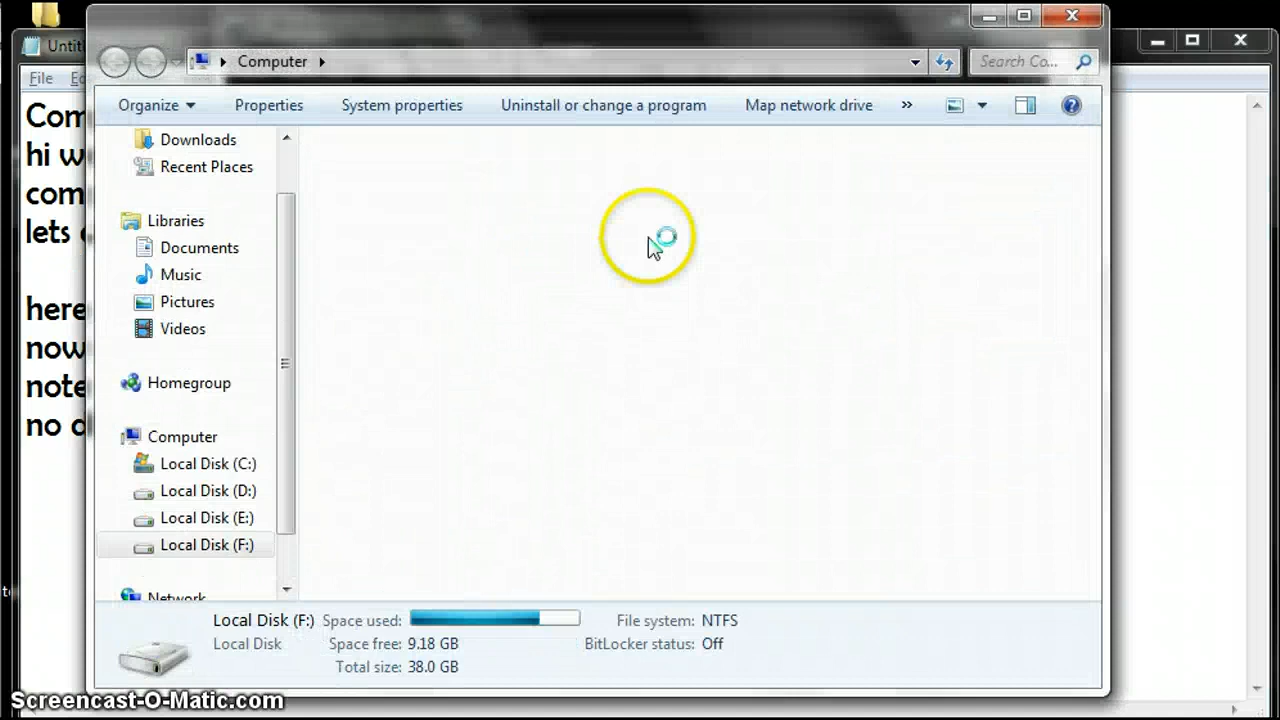 Untitl
Computer
Search Co...
File Ed
Organize Properties System properties Uninstall or change a program Map network drive »
Com
hi w
com
lets
here
now
note
no d
Downloads
Recent Places
Libraries
Documents
Music
Pictures
Videos
Homegroup
Computer
Local Disk (C:)
Local Disk (D:)
Local Disk (E:)
Local Disk (F:)
Network
Local Disk (F:) Space used: File system: NTFS
Local Disk Space free: 9.18 GB BitLocker status: Off
Total size: 38.0 GB
Screencast-O-Matic.com